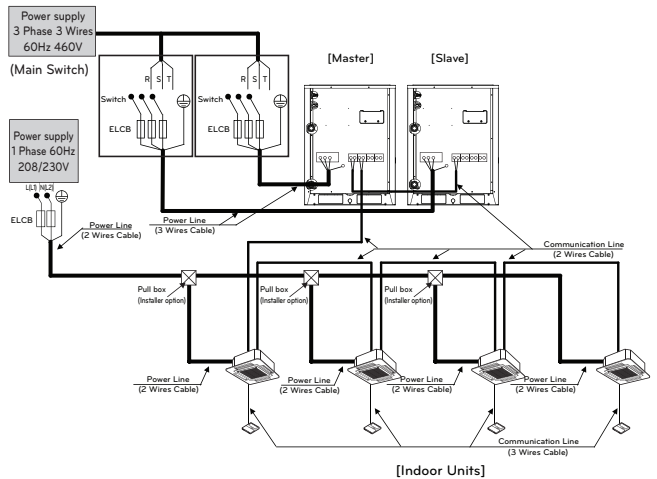 Power supply
3 Phase 3 Wires
60Hz 460V
(Main Switch)
[Master]
[Slave]
R S T
R S T
Switch
Switch
ELCB
ELCB
Power supply
1 Phase 60Hz
208/230V
L(L1) N(L2)
ELCB
Power Line
(2 Wires Cable)
Power Line
(3 Wires Cable)
Communication Line
(2 Wires Cable)
Pull box
(Installer option)
Pull box
(Installer option)
Pull box
(Installer option)
Power Line
(2 Wires Cable)
Power Line
(2 Wires Cable)
Power Line
(2 Wires Cable)
Power Line
(2 Wires Cable)
Communication Line
(3 Wires Cable)
[Indoor Units]